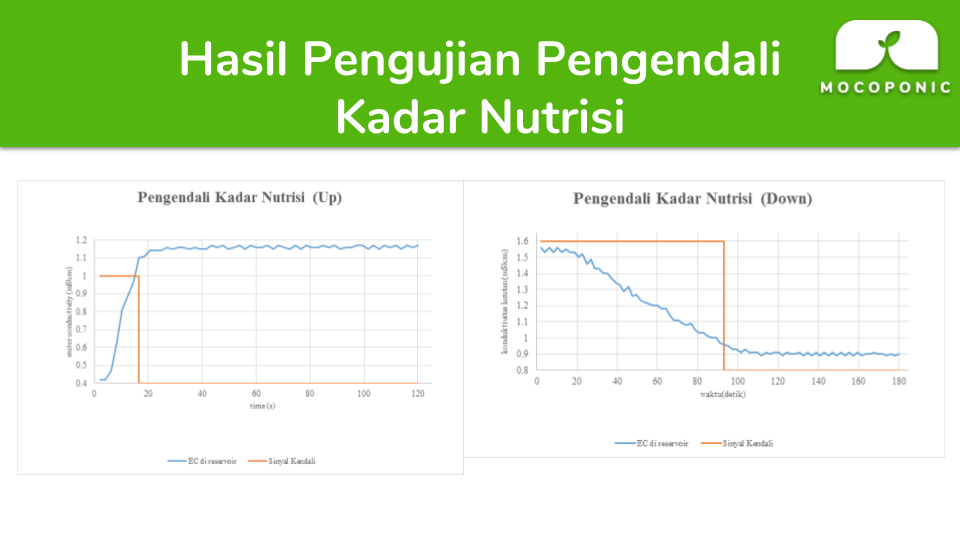 Hasil Pengujian Pengendali
Kadar Nutrisi
MOCOPONIC
Pengendali Kadar Nutrisi (Up)
1.2
1.1
1
0.9
0.8
0.7
0.6
0.5
0.4
water conductively (mS/cm)
0 20 40 60 80 100 120
time (s)
EC di reservoir Sinyal Kendali
Pengendali Kadar Nutrisi (Down)
1.6
1.5
1.4
1.3
1.2
1.1
1
0.9
0.8
konduktivitas larutan(mS/cm)
0 20 40 60 80 100 120 140 160 180
waktu(detik)
EC di reservoir Sinyal Kendali